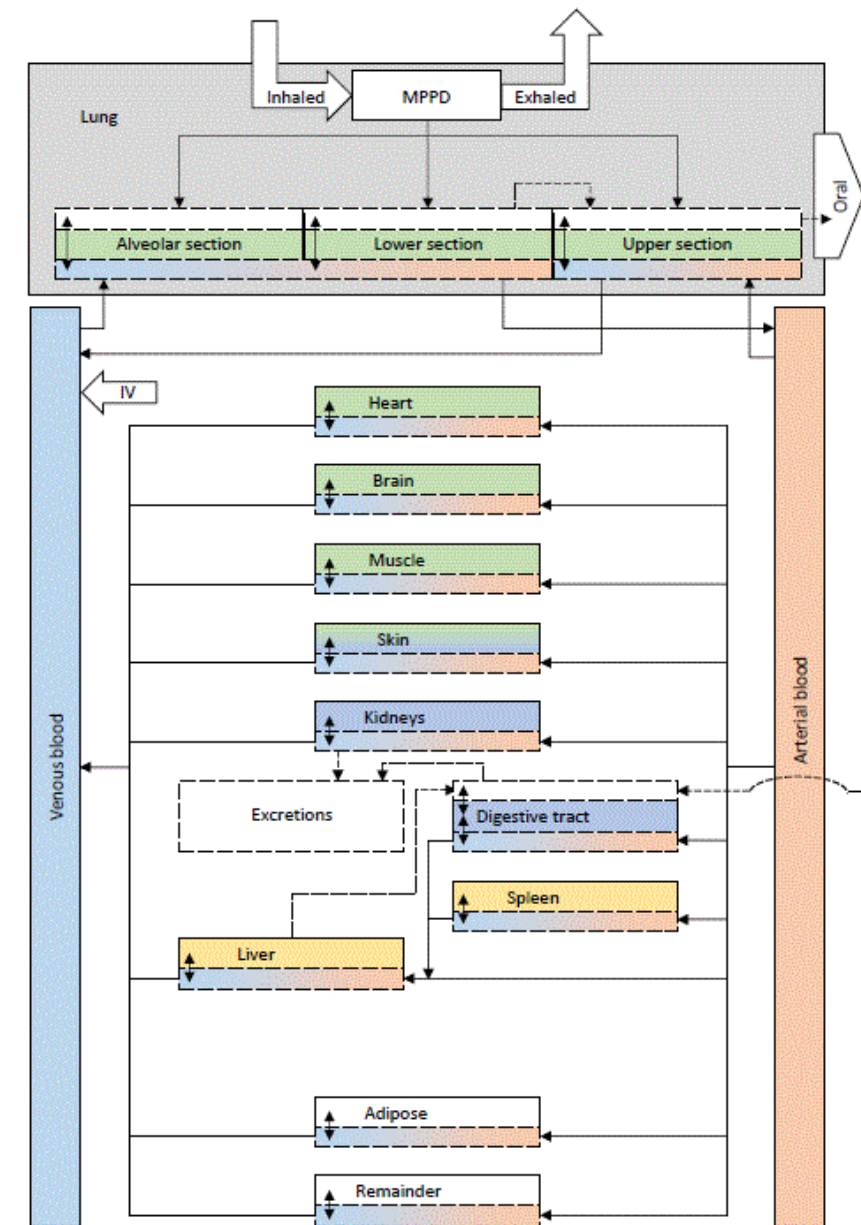 Inhaled
MPPD
Exhaled
Lung
Oral
Alveolar section
Lower section
Upper section
IV
Heart
Brain
Muscle
Skin
Kidneys
Venous blood
Arterial blood
Excretions
Digestive tract
Spleen
Liver
Adipose
Remainder